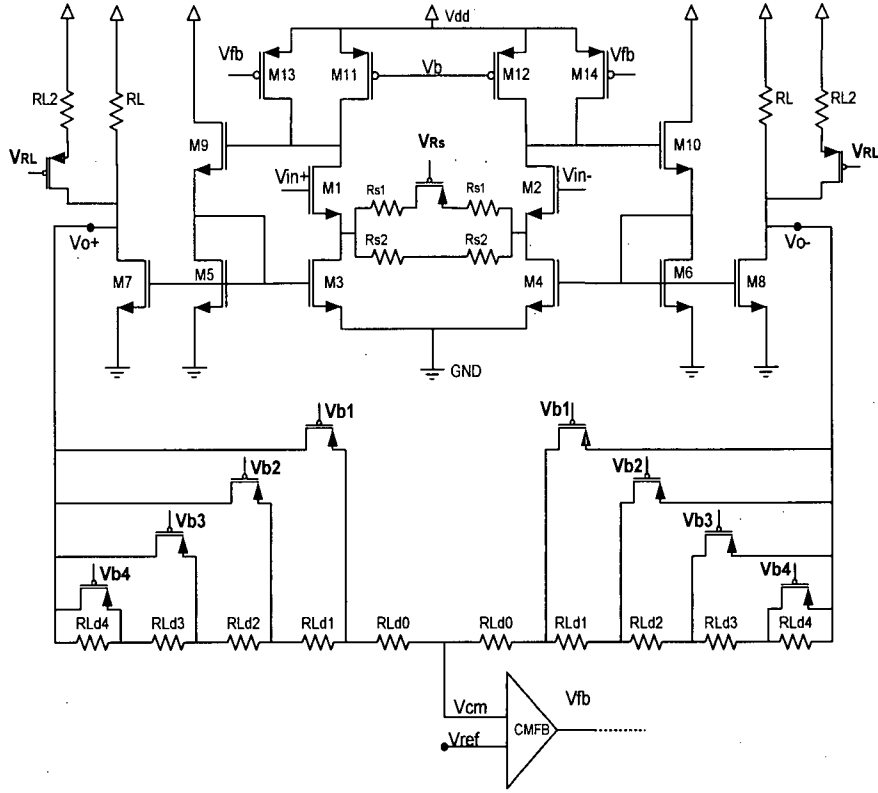 Vdd
Vfb
M13
M11
Vb
M12
M14
Vfb
RL2
RL
RL
RL2
M9
M10
VRL
VRs
VRL
Vin+
M1
Rs1
Rs1
M2
Vin-
Rs2
Rs2
Vo+
Vo-
M7
M5
M3
M4
M6
M8
GND
Vb1
Vb1
Vb2
Vb2
Vb3
Vb3
Vb4
Vb4
RLd4
RLd3
RLd2
RLd1
RLd0
RLd0
RLd1
RLd2
RLd3
RLd4
Vcm
Vfb
CMFB
Vref